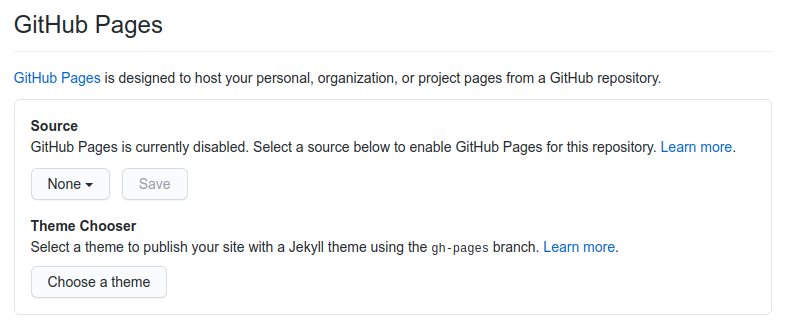 GitHub Pages
GitHub Pages is designed to host your personal, organization, or project pages from a GitHub repository.
Source
GitHub Pages is currently disabled. Select a source below to enable GitHub Pages for this repository. Learn more.
None Save
Theme Chooser
Select a theme to publish your site with a Jekyll theme using the gh-pages branch. Learn more.
Choose a theme